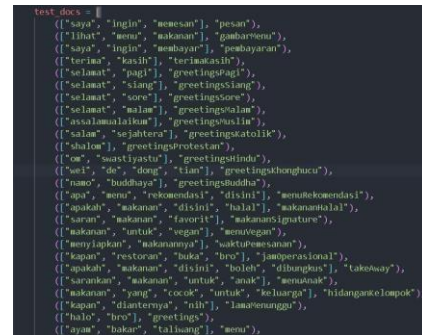 test_docs = [
(["saya", "ingin", "memesan"], "pesan"),
(["lihat", "menu", "makanan"], "gambarMenu"),
(["saya", "ingin", "membayar"], "pembayaran"),
(["terima", "kasih"], "terimaKasih"),
(["selamat", "pagi"], "greetingsPagi"),
(["selamat", "siang"], "greetingsSiang"),
(["selamat", "sore"], "greetingsSore"),
(["selamat", "malam"], "greetingsMalam"),
(["assalamualaikum"], "greetingsMuslim"),
(["salam", "sejahtera"], "greetingsKatolik"),
(["shalom"], "greetingsProtestan"),
(["om", "swastiyastu"], "greetingsHindu"),
(["wei", "de", "dong", "tian"], "greetingsKhonghucu"),
(["namo", "buddhaya"], "greetingsBuddha"),
(["apa", "menu", "rekomendasi", "disini"], "menuRekomendasi"),
(["apakah", "makanan", "disini", "halal"], "makananHalal"),
(["saran", "makanan", "favorit"], "makananSignature"),
(["makanan", "untuk", "vegan"], "menuVegan"),
(["menyiapkan", "makanannya"], "waktuPemesanan"),
(["kapan", "restoran", "buka", "bro"], "jamOperasional"),
(["apakah", "makanan", "disini", "boleh", "dibungkus"], "takeAway"),
(["sarankan", "makanan", "untuk", "anak"], "menuAnak"),
(["makanan", "yang", "cocok", "untuk", "keluarga"], "hidanganKelompok"),
(["kapan", "dianternya", "nih"], "lamaMenunggu"),
(["halo", "bro"], "greetings"),
(["ayam", "bakar", "taliwang"], "menu"),